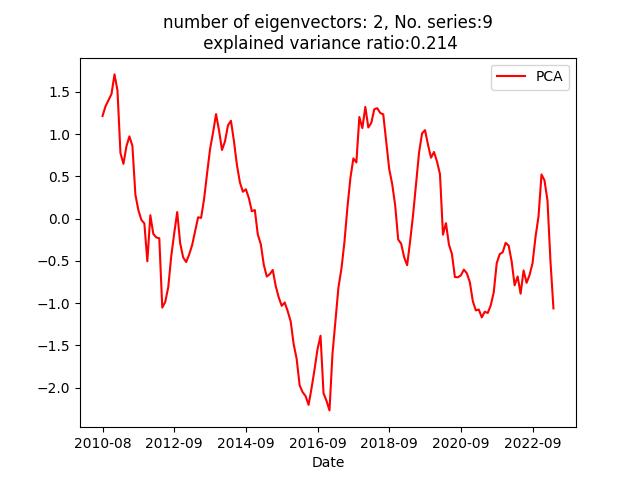 number of eigenvectors: 2, No. series:9
explained variance ratio:0.214
PCA
1.5
1.0
0.5
0.0
−0.5
−1.0
−1.5
−2.0
2010-08 2012-09 2014-09 2016-09 2018-09 2020-09 2022-09
Date